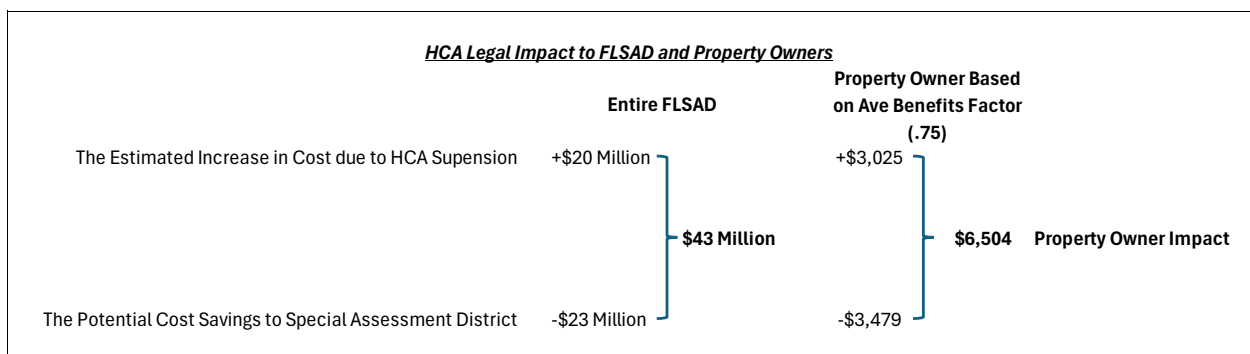 HCA Legal Impact to FLSAD and Property Owners
Entire FLSAD
Property Owner Based
on Ave Benefits Factor
(.75)
The Estimated Increase in Cost due to HCA Supension +$20 Million +$3,025
$43 Million $6,504 Property Owner Impact
The Potential Cost Savings to Special Assessment District -$23 Million -$3,479